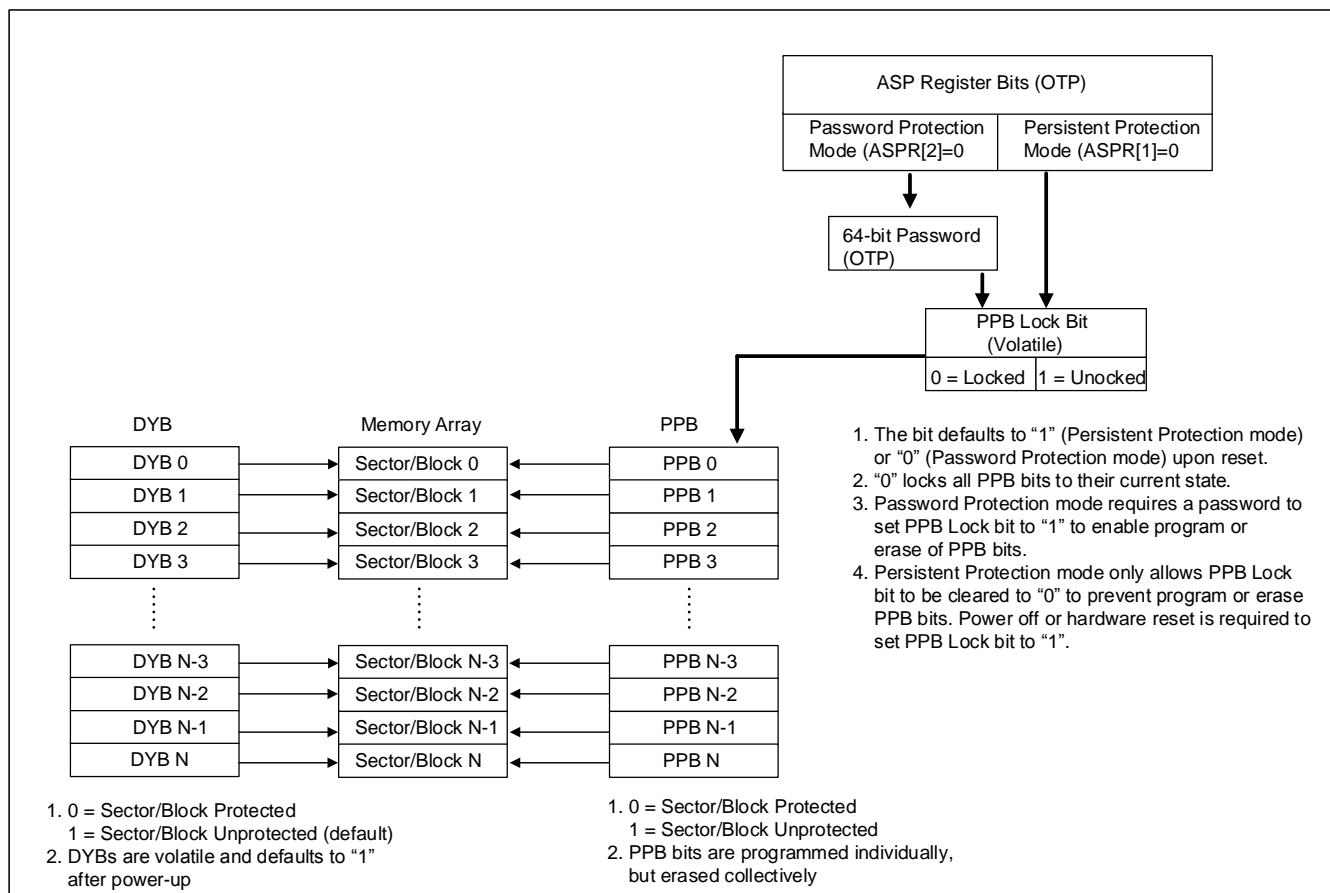 ASP Register Bits (OTP)
Password Protection
Mode (ASPR[2]=0
Persistent Protection
Mode (ASPR[1]=0
64-bit Password
(OTP)
PPB Lock Bit
(Volatile)
0 = Locked
1 = Unocked
1. The bit defaults to “1” (Persistent Protection mode)
or “0” (Password Protection mode) upon reset.
2. “0” locks all PPB bits to their current state.
3. Password Protection mode requires a password to
set PPB Lock bit to “1” to enable program or
erase of PPB bits.
4. Persistent Protection mode only allows PPB Lock
bit to be cleared to “0” to prevent program or erase
PPB bits. Power off or hardware reset is required to
set PPB Lock bit to “1”.
DYB
Memory Array
PPB
DYB 0
Sector/Block 0
PPB 0
DYB 1
Sector/Block 1
PPB 1
DYB 2
Sector/Block 2
PPB 2
DYB 3
Sector/Block 3
PPB 3
DYB N-3
Sector/Block N-3
PPB N-3
DYB N-2
Sector/Block N-2
PPB N-2
DYB N-1
Sector/Block N-1
PPB N-1
DYB N
Sector/Block N
PPB N
1. 0 = Sector/Block Protected
1 = Sector/Block Unprotected (default)
2. DYBs are volatile and defaults to “1”
after power-up
1. 0 = Sector/Block Protected
1 = Sector/Block Unprotected
2. PPB bits are programmed individually,
but erased collectively